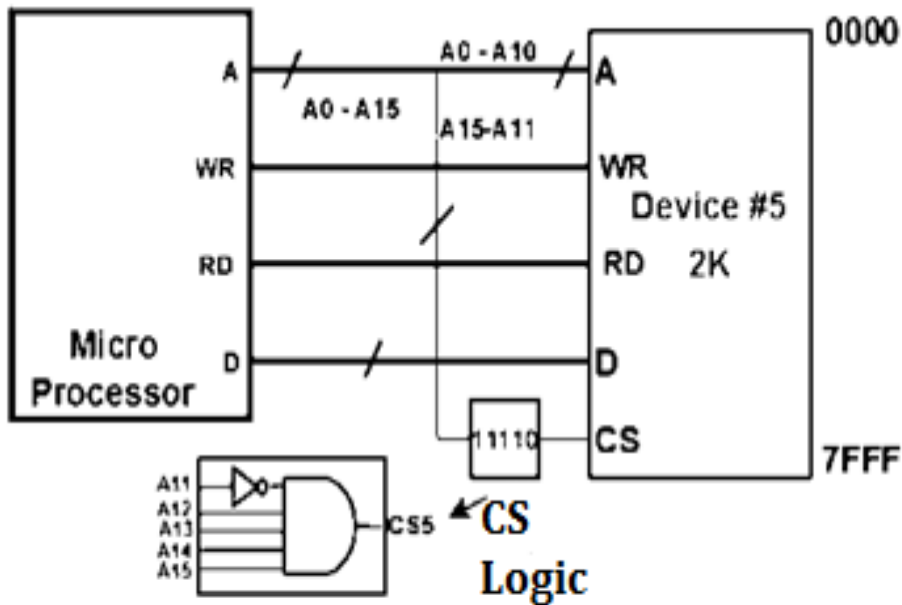 0000
A0 - A10
A
A
A0 - A15
A15-A11
WR
WR
Device #5
RD
RD
2K
Micro
Processor
D
D
11110
CS
7FFF
A11
A12
A13
A14
A15
CS5
CS
Logic